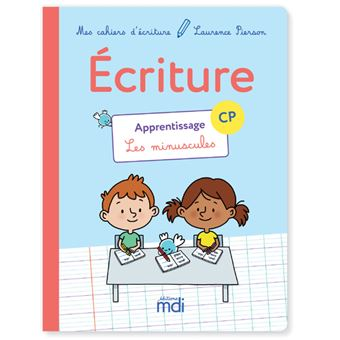 Mes cahiers d'écriture Laurence Pierson
Écriture
CP
Apprentissage
Les minuscules
éditions
mdi